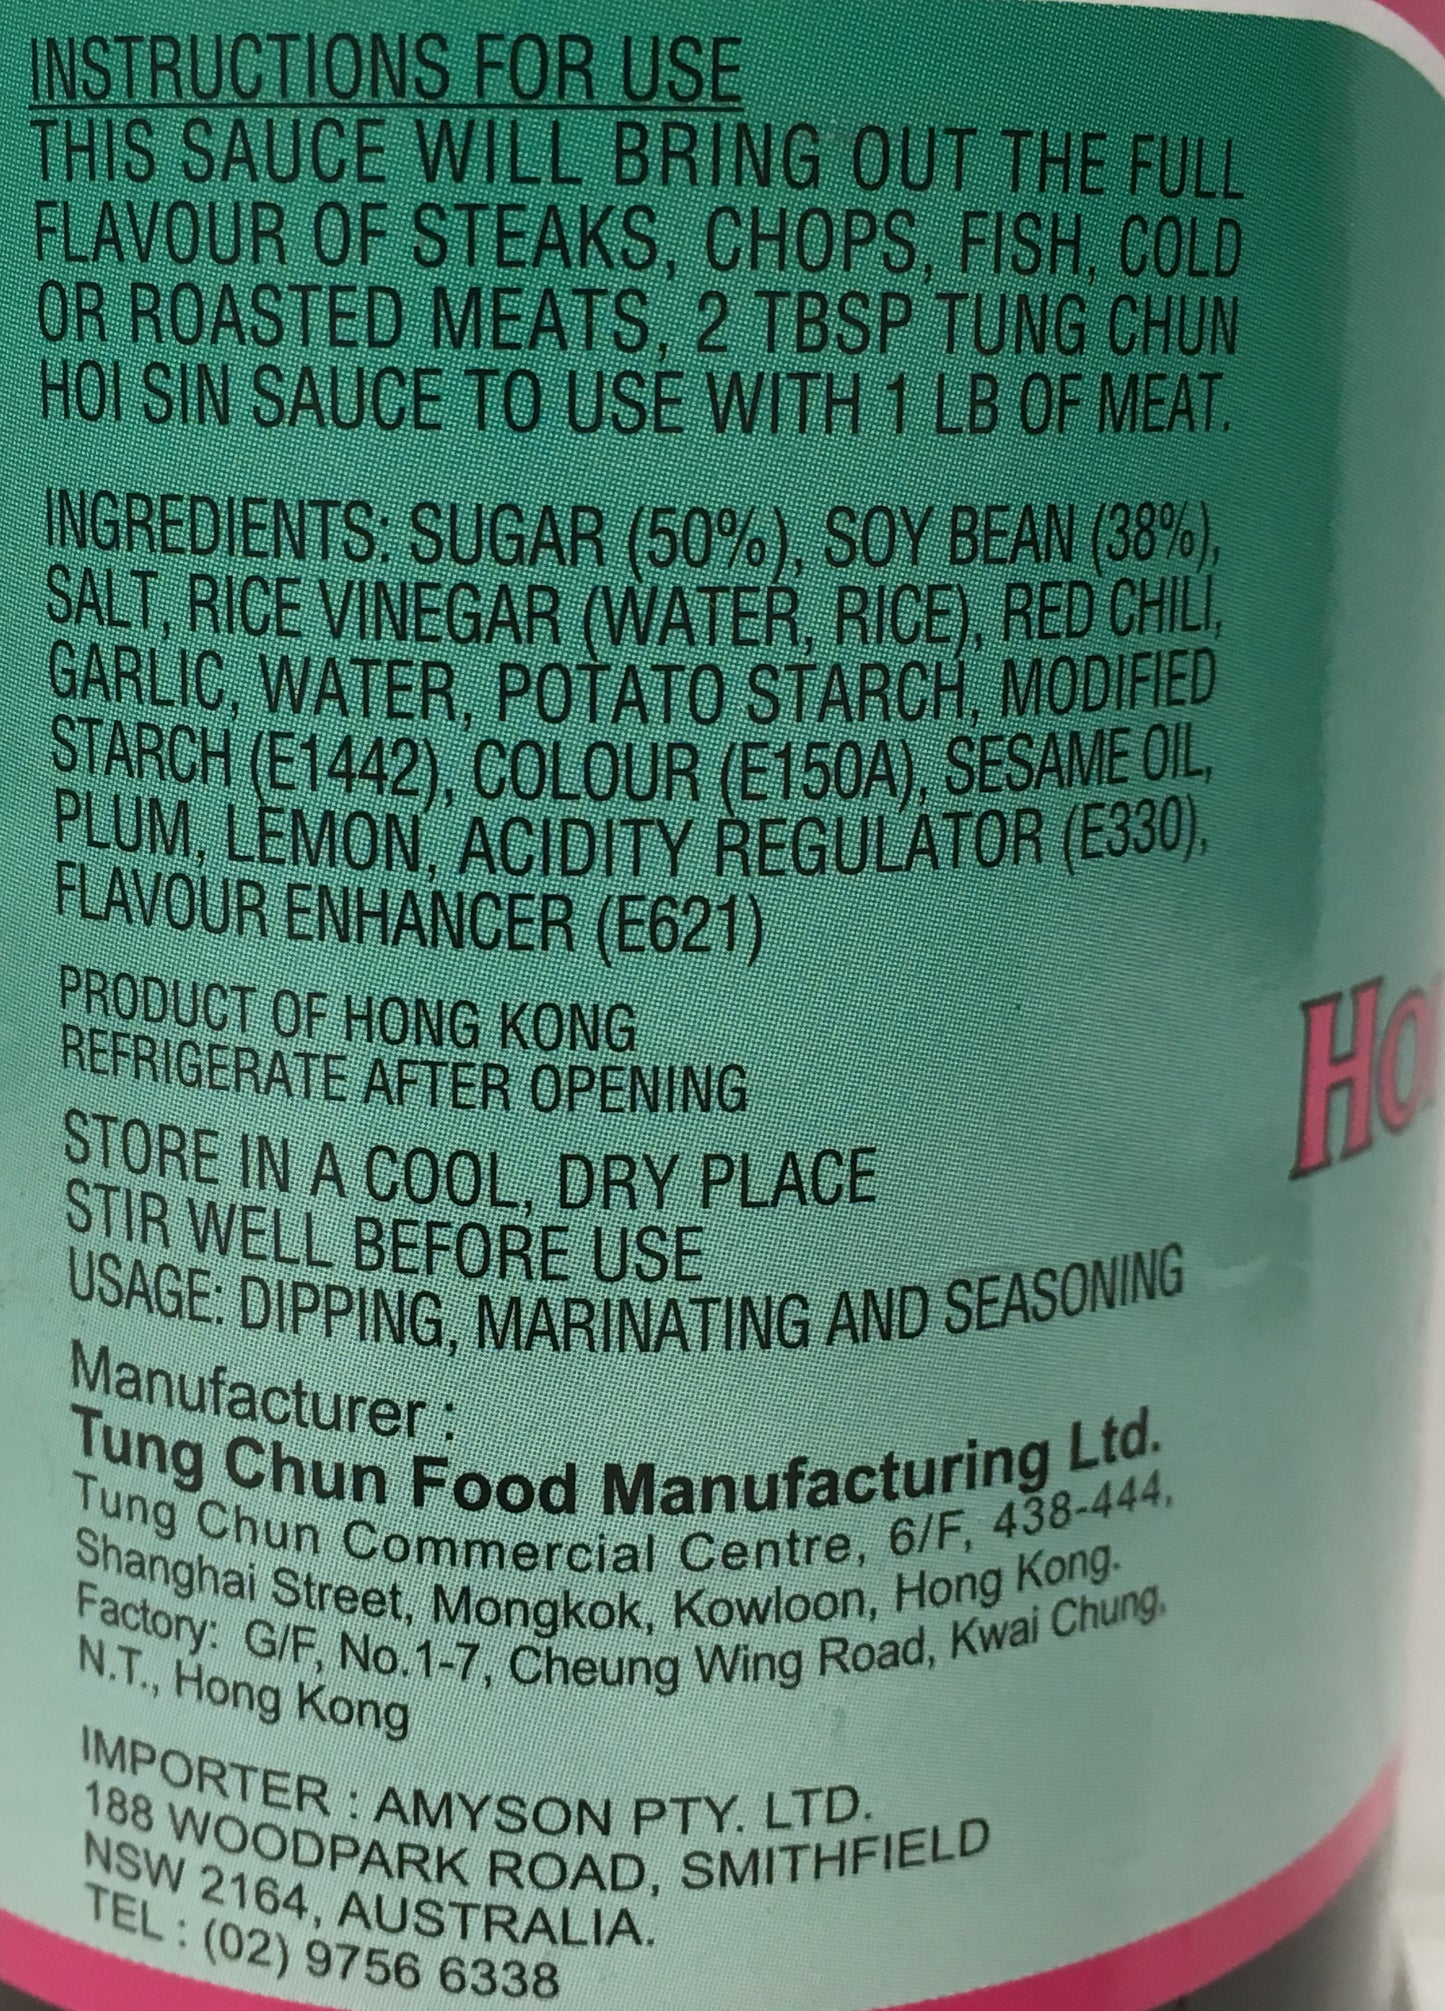 INSTRUCTIONS FOR USE
THIS SAUCE WILL BRING OUT THE FULL
FLAVOUR OF STEAKS, CHOPS, FISH, COLD
OR ROASTED MEATS, 2 TBSP TUNG CHUN
HOI SIN SAUCE TO USE WITH 1 LB OF MEAT.
INGREDIENTS: SUGAR (50%), SOY BEAN (38%),
SALT, RICE VINEGAR (WATER, RICE), RED CHILI,
GARLIC, WATER, POTATO STARCH, MODIFIED
STARCH (E1442), COLOUR (E150A), SESAME OIL,
PLUM, LEMON, ACIDITY REGULATOR (E330),
FLAVOUR ENHANCER (E621)
PRODUCT OF HONG KONG
REFRIGERATE AFTER OPENING
STORE IN A COOL, DRY PLACE
STIR WELL BEFORE USE
USAGE: DIPPING, MARINATING AND SEASONING
Manufacturer :
Tung Chun Food Manufacturing Ltd.
Tung Chun Commercial Centre, 6/F, 438-444,
Shanghai Street, Mongkok, Kowloon, Hong Kong.
Factory: G/F, No.1-7, Cheung Wing Road, Kwai Chung,
N.T., Hong Kong
IMPORTER : AMYSON PTY. LTD.
188 WOODPARK ROAD, SMITHFIELD
NSW 2164, AUSTRALIA.
TEL : (02) 9756 6338